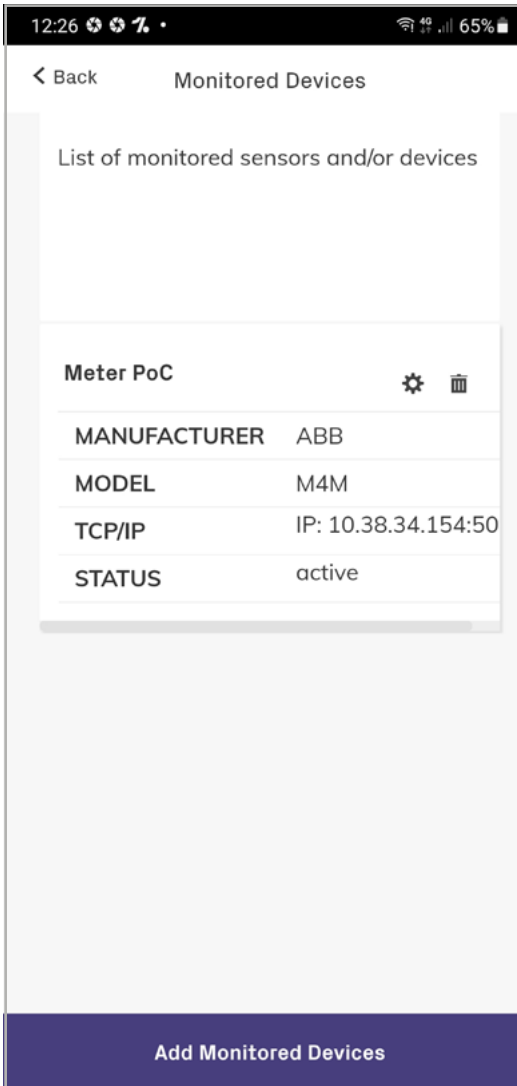 12:26 4G 65%
Back Monitored Devices
List of monitored sensors and/or devices
Meter PoC
MANUFACTURER ABB
MODEL M4M
TCP/IP IP: 10.38.34.154:50
STATUS active
Add Monitored Devices